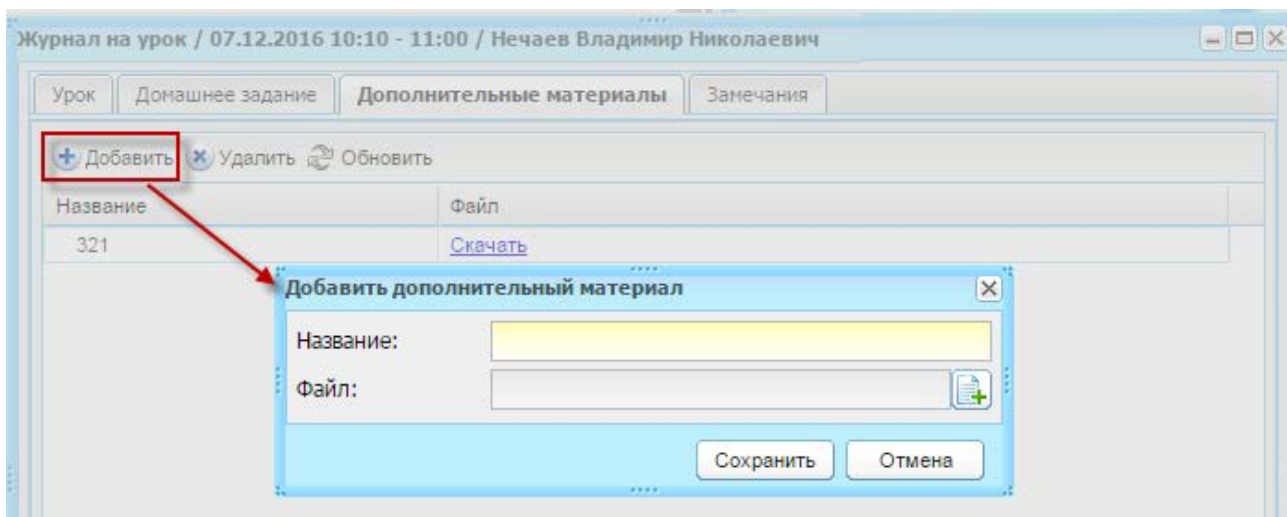 Журнал на урок / 07.12.2016 10:10 - 11:00 / Нечаев Владимир Николаевич
Урок Домашнее задание Дополнительные материалы Замечания
Добавить Удалить Обновить
Название Файл
321 Скачать
Добавить дополнительный материал
Название:
Файл:
Сохранить Отмена